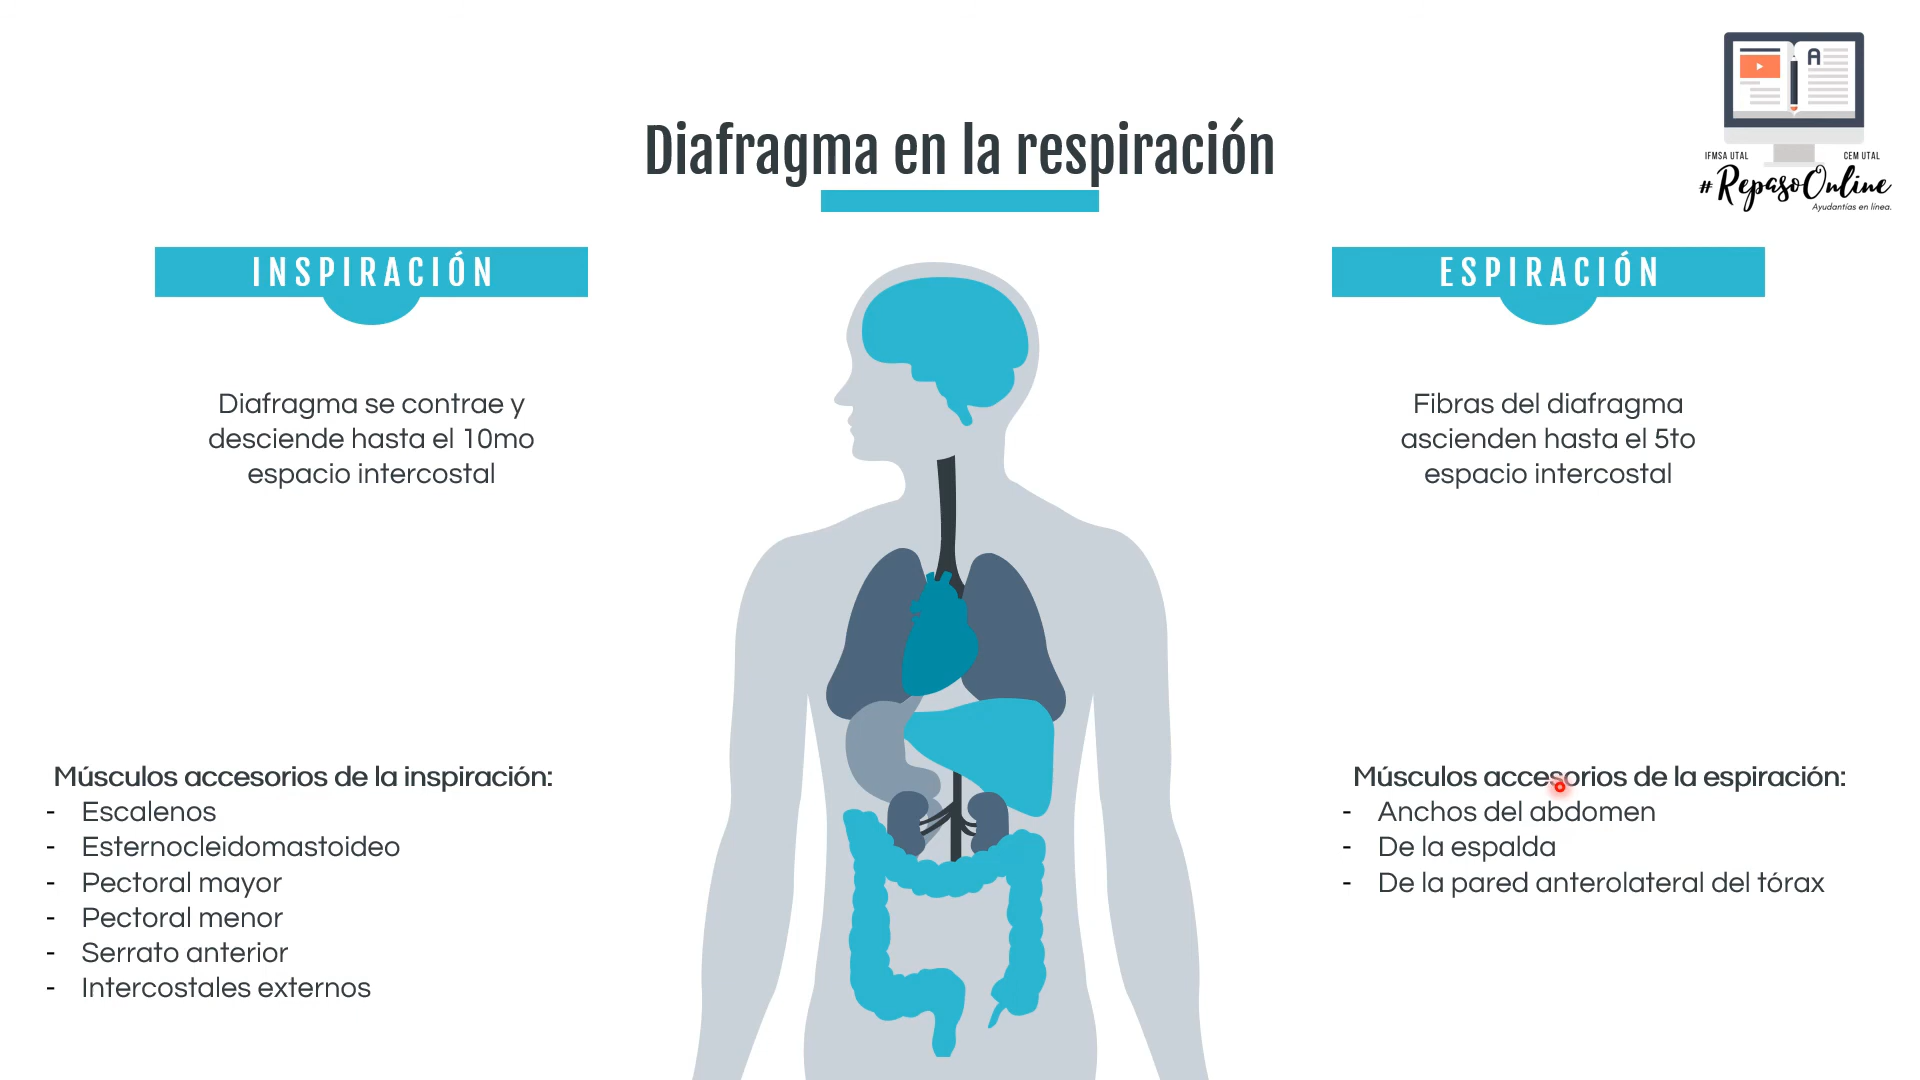 A
IFMSA UTAL
CEM UTAL
#RepasoOnline
Ayudantías en línea.
Diafragma en la respiración
INSPIRACIÓN
Diafragma se contrae y
desciende hasta el 10mo
espacio intercostal
Músculos accesorios de la inspiración:
- Escalenos
- Esternocleidomastoideo
- Pectoral mayor
- Pectoral menor
- Serrato anterior
- Intercostales externos
ESPIRACIÓN
Fibras del diafragma
ascienden hasta el 5to
espacio intercostal
Músculos accesorios de la espiración:
- Anchos del abdomen
- De la espalda
- De la pared anterolateral del tórax